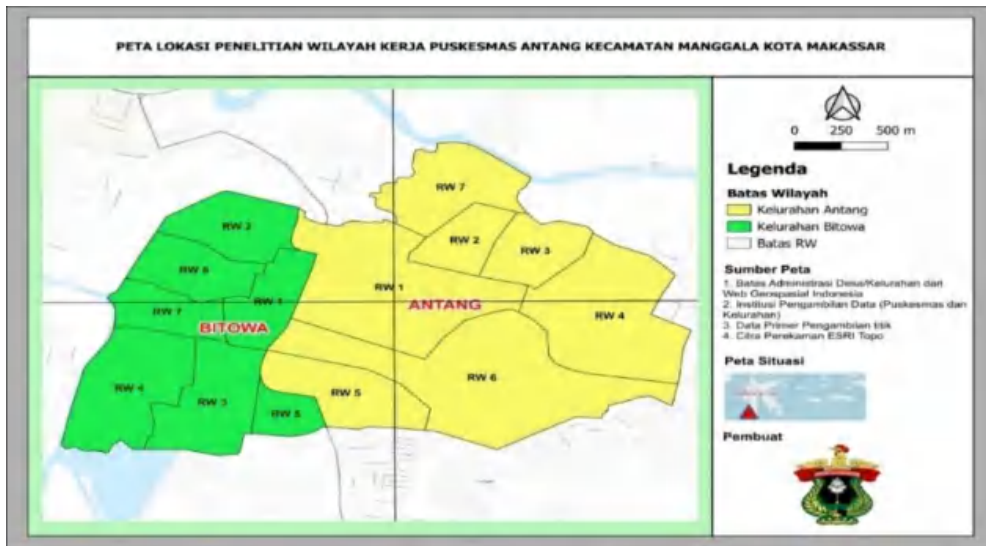 PETA LOKASI PENELITIAN WILAYAH KERJA PUSKESMAS ANTANG KECAMATAN MANGGALA KOTA MAKASSAR
0 250 500 m
Legenda
Batas Wilayah
Kelurahan Antang
Kelurahan Bitowa
Batas RW
Sumber Peta
1. Batas Administrasi Desa/Kelurahan dari
Web Geospasial Indonesia
2. Institusi Pengambilan Data (Puskesmas dan
Kelurahan)
3. Data Primer Pengambilan titik
4. Citra Perekaman ESRI Topo
Peta Situasi
Pembuat
RW 7
RW 2
RW 3
RW 1
ANTANG
RW 4
RW 6
RW 5
RW 2
RW 6
RW 7
RW 1
BITOWA
RW 4
RW 3